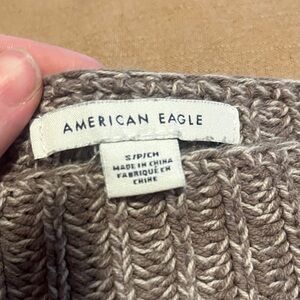 AMERICAN EAGLE
S/P/CH
MADE IN CHINA
FABRIQUÉ EN
CHINE